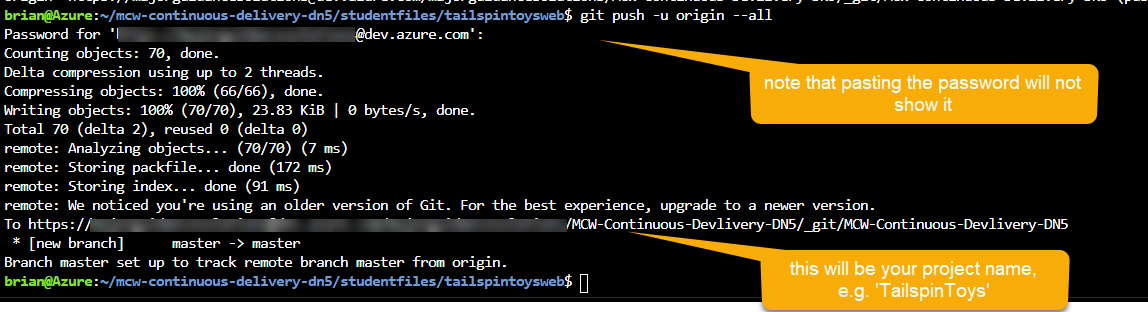 brian@Azure:~/mcw-continuous-delivery-dn5/studentfiles/tailspintoysweb$ git push -u origin --all
Password for '@dev.azure.com':
Counting objects: 70, done.
Delta compression using up to 2 threads.
Compressing objects: 100% (66/66), done.
Writing objects: 100% (70/70), 23.83 KiB | 0 bytes/s, done.
Total 70 (delta 2), reused 0 (delta 0)
remote: Analyzing objects... (70/70) (7 ms)
remote: Storing packfile... done (172 ms)
remote: Storing index... done (91 ms)
remote: We noticed you're using an older version of Git. For the best experience, upgrade to a newer version.
To https:///MCW-Continuous-Devlivery-DN5/_git/MCW-Continuous-Devlivery-DN5
* [new branch] master -> master
Branch master set up to track remote branch master from origin.
brian@Azure:~/mcw-continuous-delivery-dn5/studentfiles/tailspintoysweb$
note that pasting the password will not
show it
this will be your project name,
e.g. 'TailspinToys'